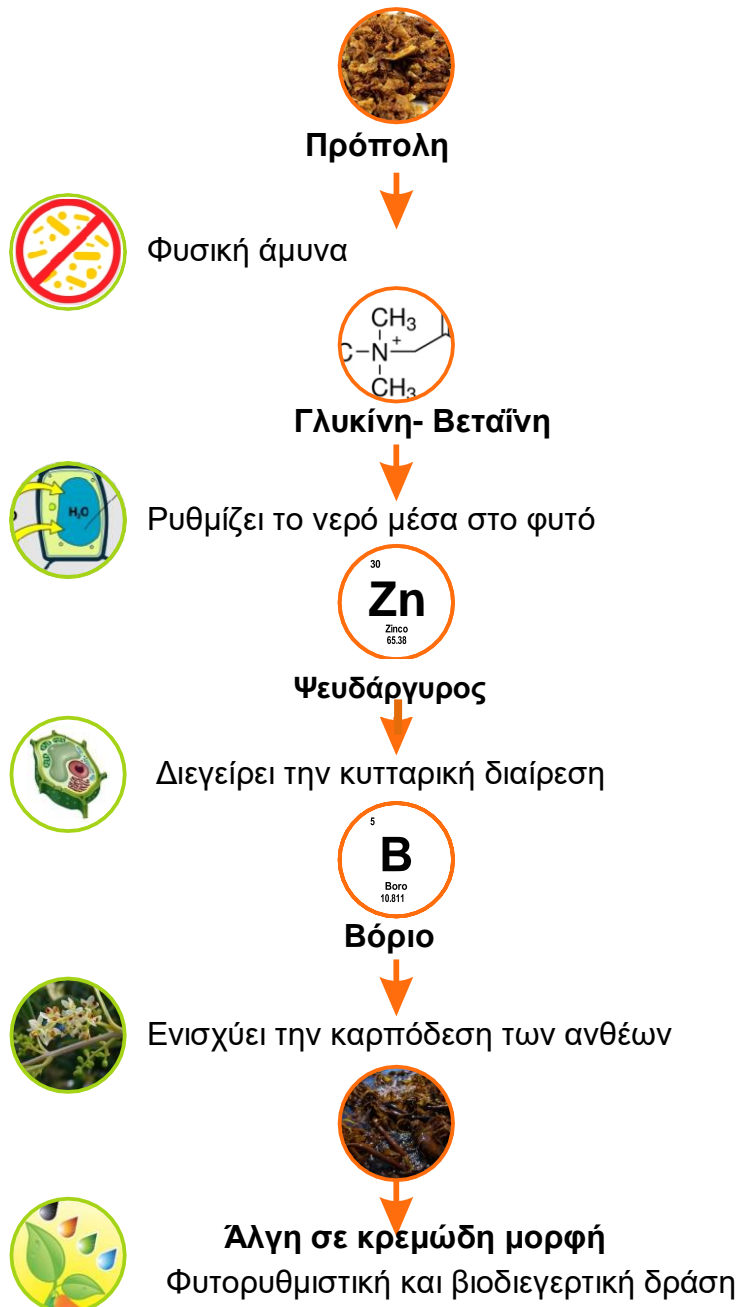 Πρόπολη
Φυσική άμυνα
CH₃
C-N⁺
CH₃
Γλυκίνη- Βεταΐνη
H₂O
Ρυθμίζει το νερό μέσα στο φυτό
30
Zn
Zinco
65.38
Ψευδάργυρος
Διεγείρει την κυτταρική διαίρεση
5
B
Boro
10.811
Βόριο
Ενισχύει την καρπόδεση των ανθέων
Άλγη σε κρεμώδη μορφή
Φυτορυθμιστική και βιοδιεγερτική δράση